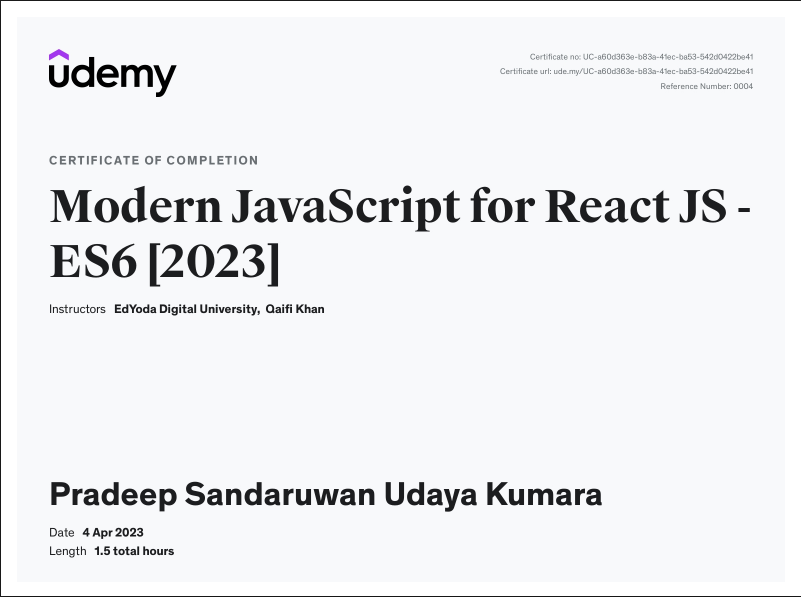 udemy
Certificate no: UC-a60d363e-b83a-41ec-ba53-542d0422be41
Certificate url: ude.my/UC-a60d363e-b83a-41ec-ba53-542d0422be41
Reference Number: 0004
CERTIFICATE OF COMPLETION
Modern JavaScript for React JS -
ES6 [2023]
Instructors EdYoda Digital University, Qaifi Khan
Pradeep Sandaruwan Udaya Kumara
Date 4 Apr 2023
Length 1.5 total hours